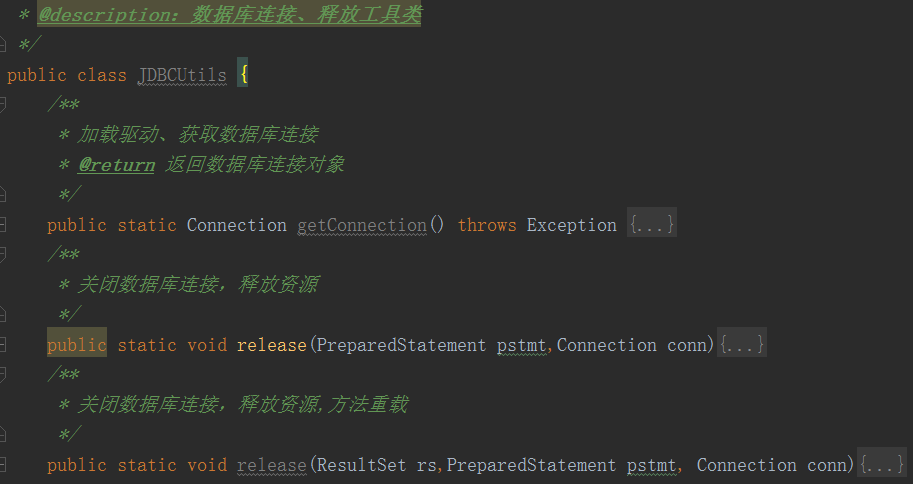 * @description: 数据库连接、释放工具类
*/
public class JDBCUtils {
/**
* 加载驱动、获取数据库连接
* @return 返回数据库连接对象
*/
public static Connection getConnection() throws Exception {...}
/**
* 关闭数据库连接，释放资源
*/
public static void release(PreparedStatement pstmt,Connection conn){...}
/**
* 关闭数据库连接，释放资源,方法重载
*/
public static void release(ResultSet rs,PreparedStatement pstmt, Connection conn){...}